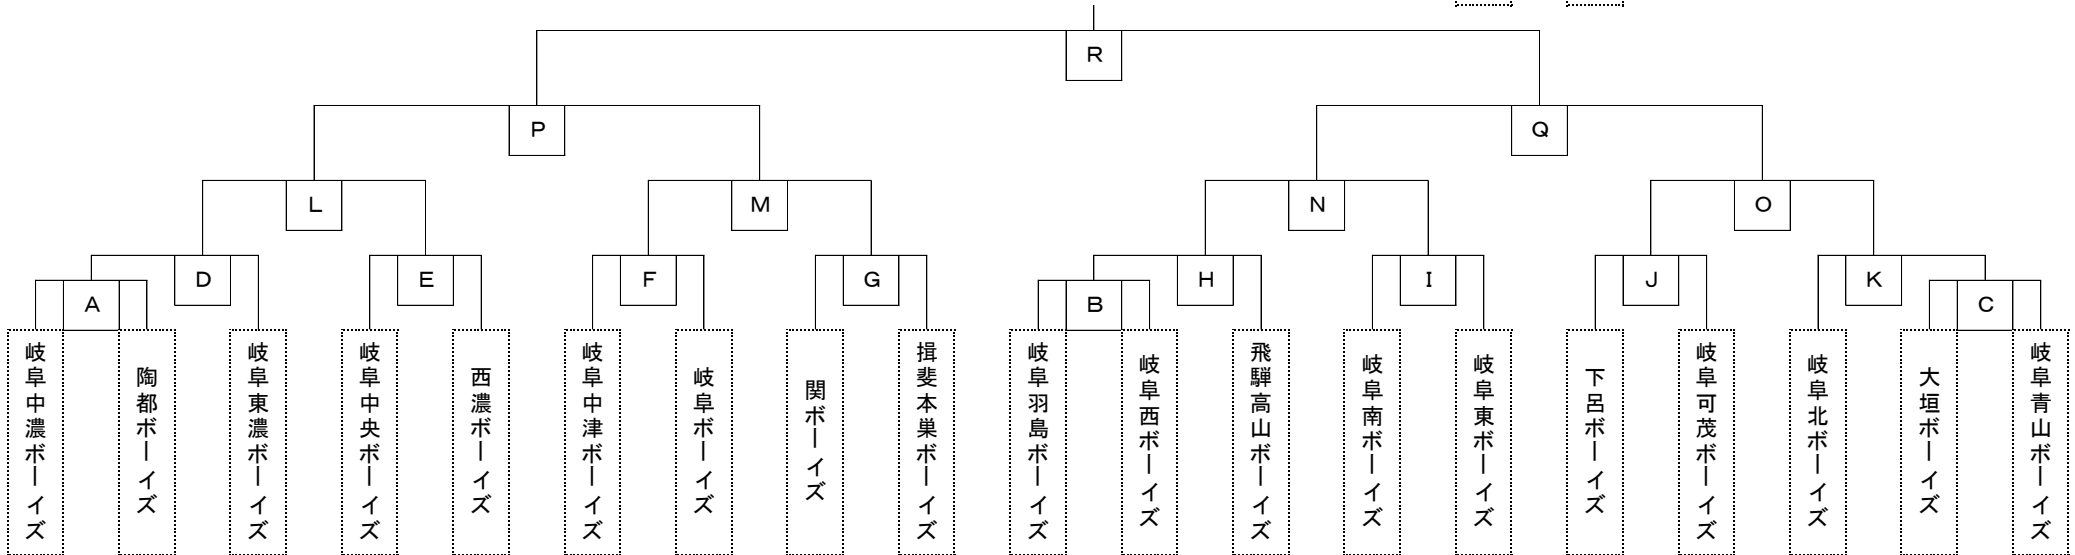 R
P
Q
L
M
N
O
D
E
F
G
H
I
J
K
A
B
C
岐阜中濃ボーイズ
陶都ボーイズ
岐阜東濃ボーイズ
岐阜中央ボーイズ
西濃ボーイズ
岐阜中津ボーイズ
岐阜ボーイズ
関ボーイズ
揖斐本巣ボーイズ
岐阜羽島ボーイズ
岐阜西ボーイズ
飛騨高山ボーイズ
岐阜南ボーイズ
岐阜東ボーイズ
下呂ボーイズ
岐阜可茂ボーイズ
岐阜北ボーイズ
大垣ボーイズ
岐阜青山ボーイズ